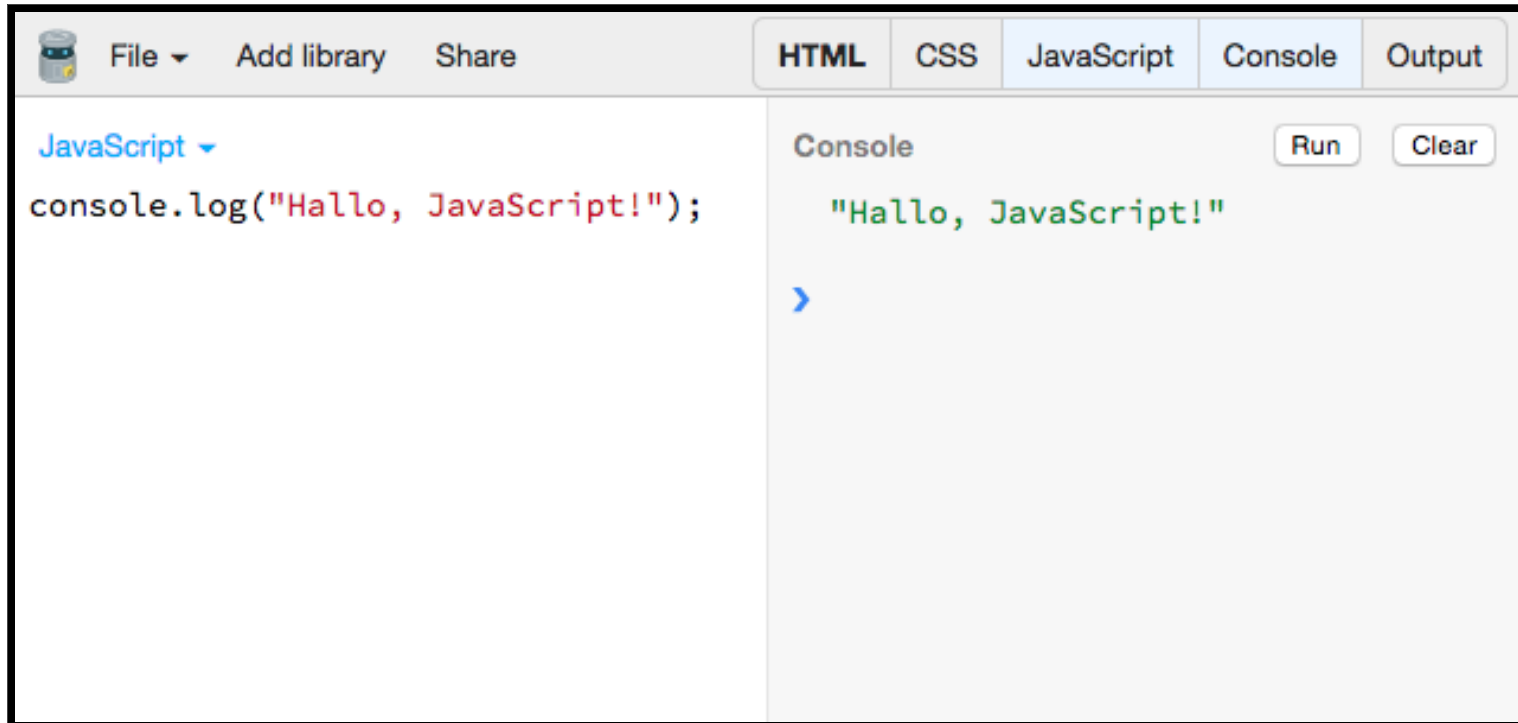 File Add library Share HTML CSS JavaScript Console Output
JavaScript Console Run Clear
console.log("Hallo, JavaScript!"); "Hallo, JavaScript!"